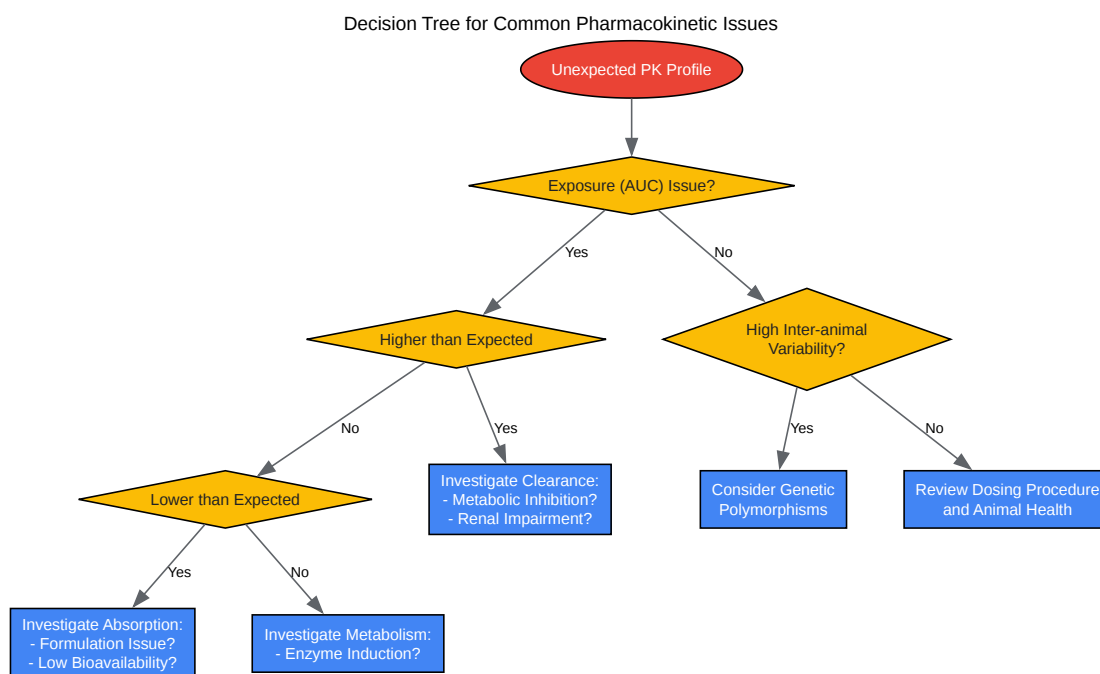 Decision Tree for Common Pharmacokinetic Issues
Unexpected PK Profile
Exposure (AUC) Issue?
Yes
No
Higher than Expected
High Inter-animal
Variability?
No
Yes
Yes
No
Lower than Expected
Investigate Clearance:
- Metabolic Inhibition?
- Renal Impairment?
Consider Genetic
Polymorphisms
Review Dosing Procedure
and Animal Health
Yes
No
Investigate Absorption:
- Formulation Issue?
- Low Bioavailability?
Investigate Metabolism:
- Enzyme Induction?